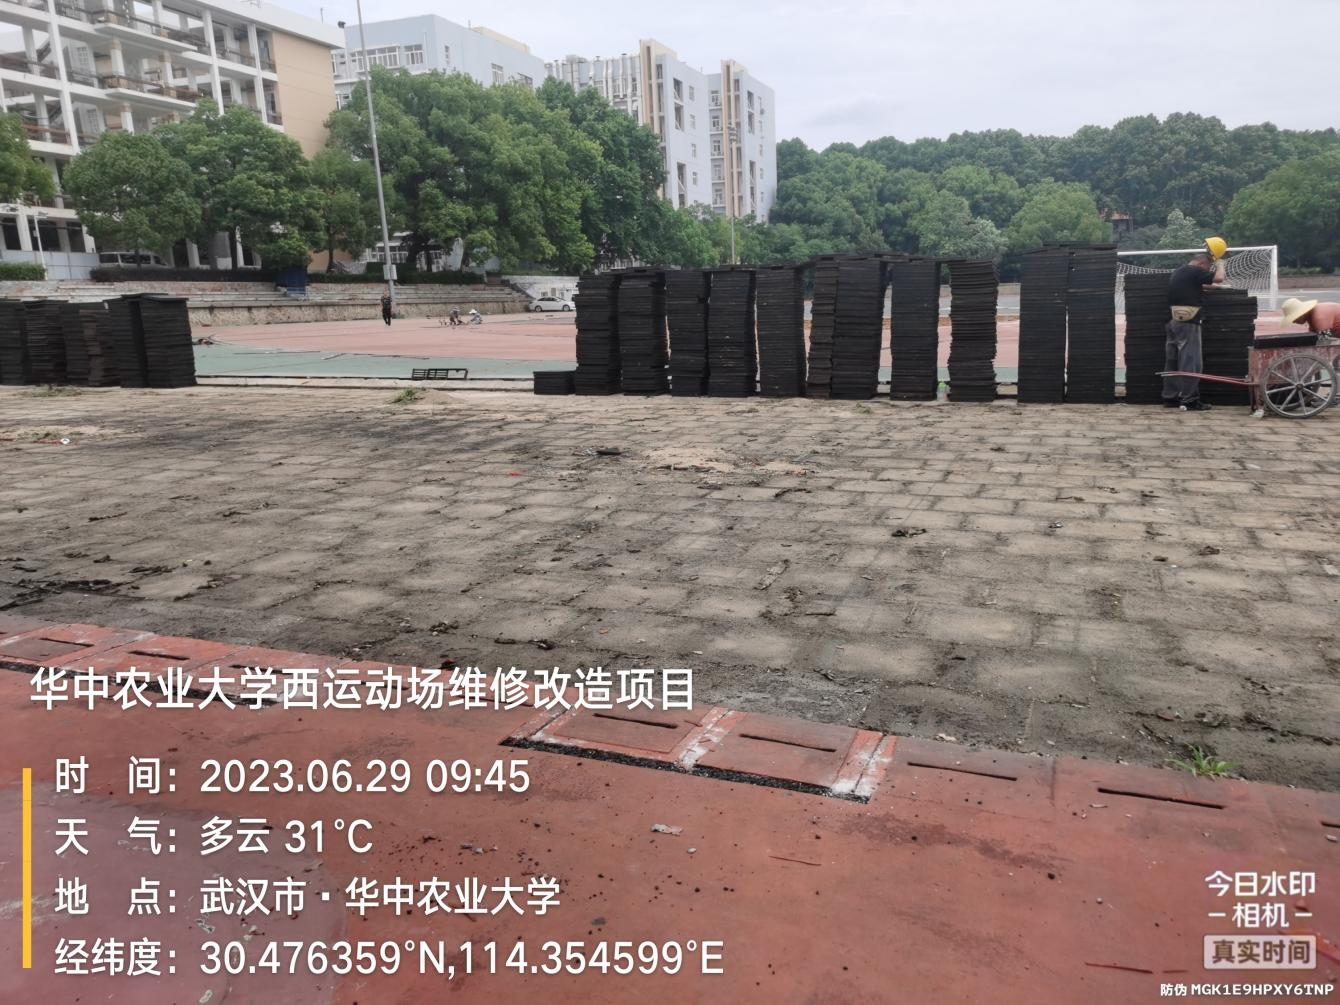 华中农业大学西运动场维修改造项目
时 间：2023.06.29 09:45
天 气：多云 31℃
地 点：武汉市·华中农业大学
经纬度：30.476359°N,114.354599°E
今日水印
-相机-
真实时间
防伪 MGK1E9HPXY6TNP